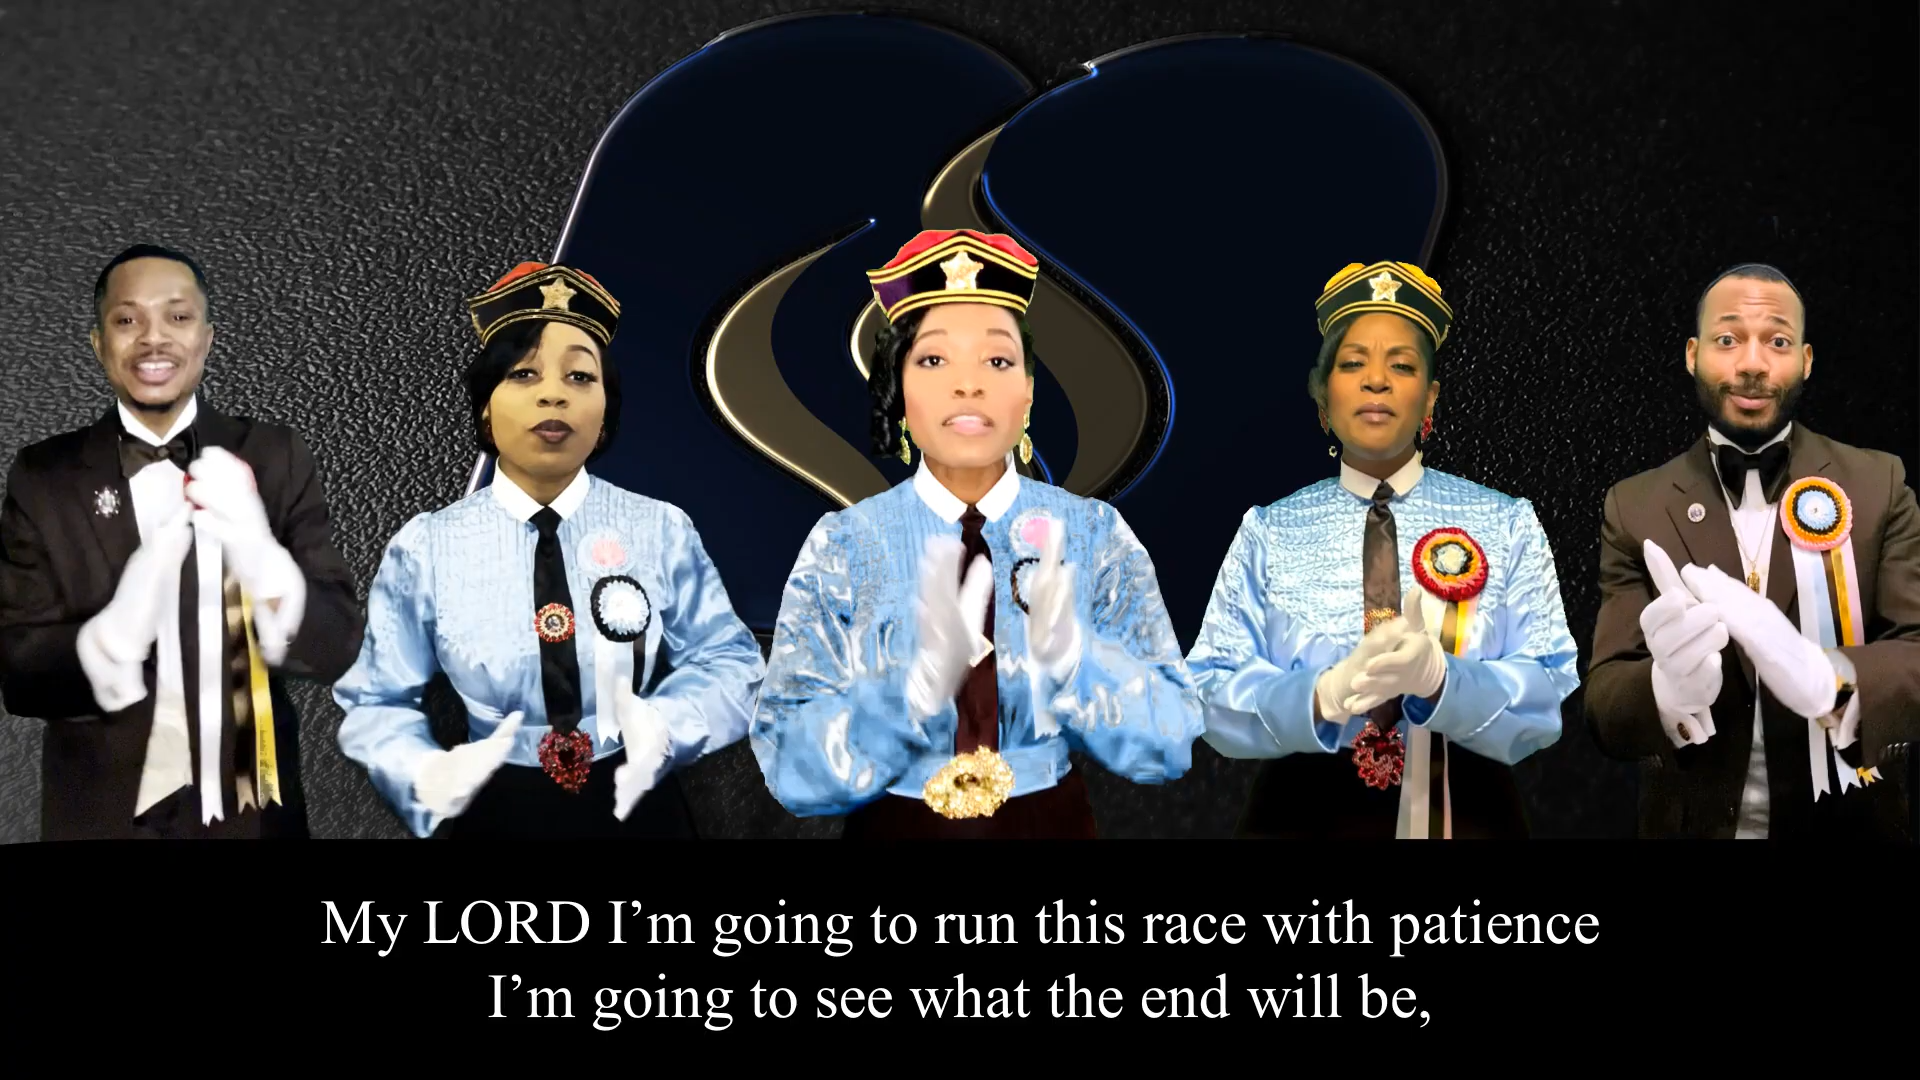 My LORD I’m going to run this race with patience
I’m going to see what the end will be,